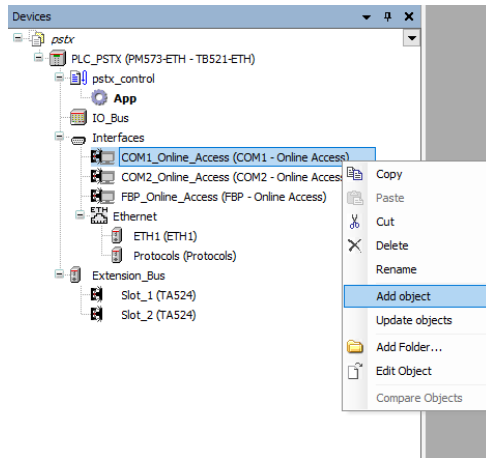 Devices
pstx
PLC_PSTX (PM573-ETH - TB521-ETH)
pstx_control
App
IO_Bus
Interfaces
COM1_Online_Access (COM1 - Online Access)
COM2_Online_Access (COM2 - Online Access
FBP_Online_Access (FBP - Online Access)
ETH
Ethernet
ETH1 (ETH1)
Protocols (Protocols)
Extension_Bus
Slot_1 (TA524)
Slot_2 (TA524)
Copy
Paste
Cut
Delete
Rename
Add object
Update objects
Add Folder...
Edit Object
Compare Objects